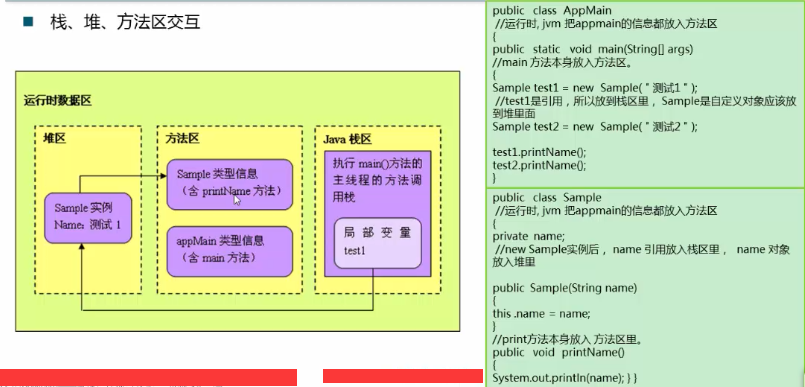 栈、堆、方法区交互
运行时数据区
堆区
方法区
Java 栈区
Sample 实例
Name：测试 1
Sample 类型信息
（含 printName 方法）
appMain 类型信息
（含 main 方法）
执行 main()方法的
主线程的方法调
用栈
局 部 变 量
test1
public class AppMain
//运行时, jvm 把appmain的信息都放入方法区
{
public static void main(String[] args)
//main 方法本身放入方法区。
{
Sample test1 = new Sample( " 测试1 " );
//test1是引用，所以放到栈区里， Sample是自定义对象应该放
到堆里面
Sample test2 = new Sample( " 测试2 " );
test1.printName();
test2.printName();
}
public class Sample
//运行时, jvm 把appmain的信息都放入方法区
{
private name;
//new Sample实例后， name 引用放入栈区里， name 对象
放入堆里
public Sample(String name)
{
this .name = name;
}
//print方法本身放入 方法区里。
public void printName()
{
System.out.println(name); } }